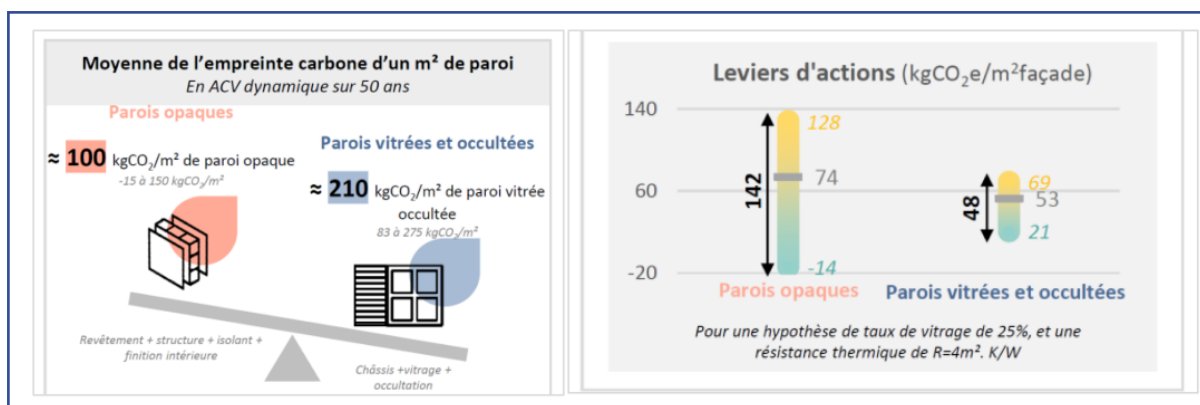 Moyenne de l’empreinte carbone d’un m² de paroi
En ACV dynamique sur 50 ans
Parois opaques
≈ 100 kgCO₂/m² de paroi opaque
-15 à 150 kgCO₂/m²
Parois vitrées et occultées
≈ 210 kgCO₂/m² de paroi vitrée
occultée
83 à 275 kgCO₂/m²
Revêtement + structure + isolant +
finition intérieure
Châssis +vitrage +
occultation
Leviers d'actions (kgCO₂e/m²façade)
140
60
-20
142
128
74
-14
48
69
53
21
Parois opaques
Parois vitrées et occultées
Pour une hypothèse de taux de vitrage de 25%, et une
résistance thermique de R=4m². K/W